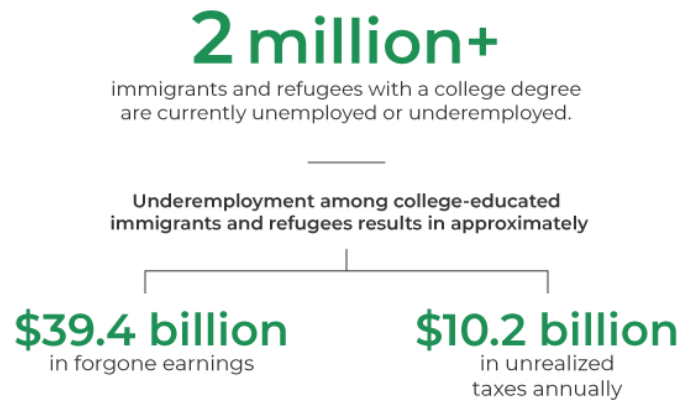 2 million+
immigrants and refugees with a college degree
are currently unemployed or underemployed.
Underemployment among college-educated
immigrants and refugees results in approximately
$39.4 billion
in forgone earnings
$10.2 billion
in unrealized
taxes annually